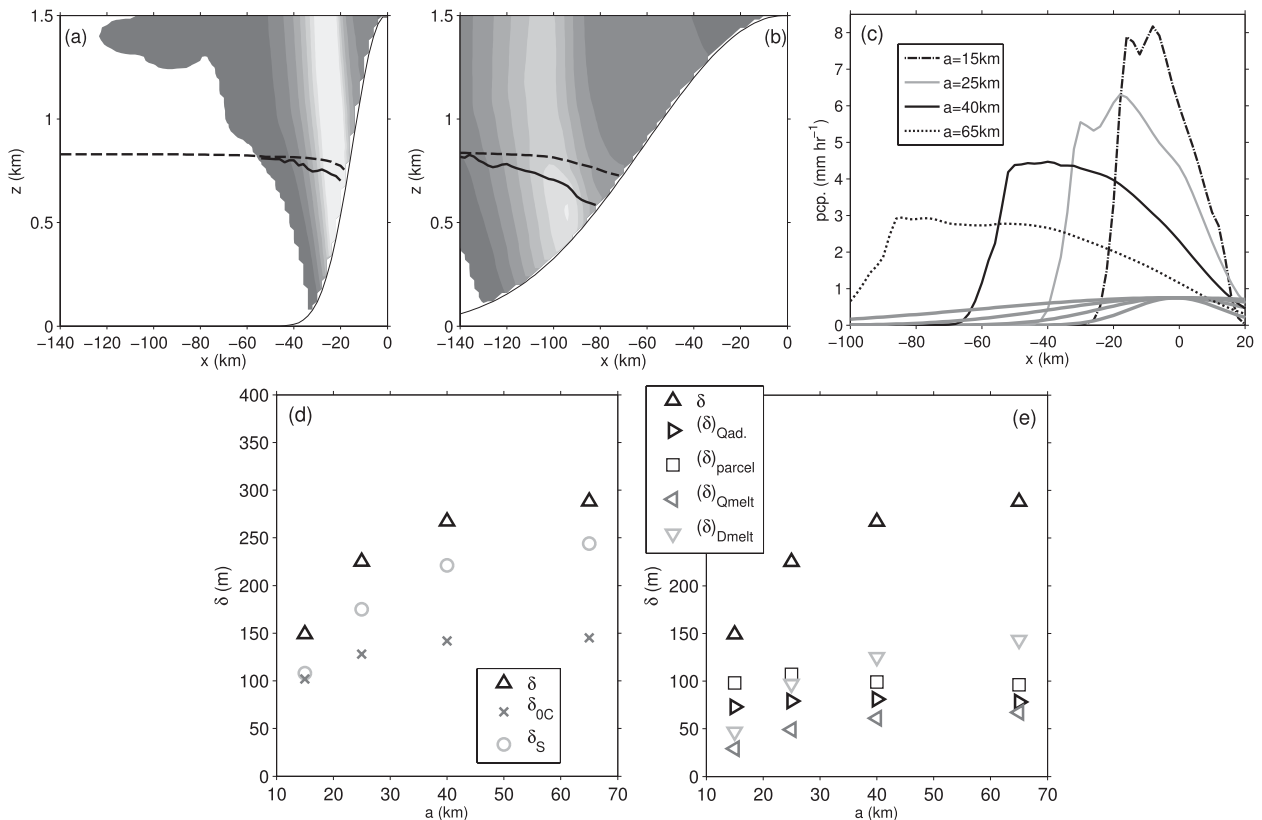 (a)
1.5
1
0.5
0
z (km)
−140 −120 −100 −80 −60 −40 −20 0
x (km)
(b)
1.5
1
0.5
0
z (km)
−140 −120 −100 −80 −60 −40 −20 0
x (km)
(c)
a=15km
a=25km
a=40km
a=65km
8
7
6
5
4
3
2
1
0
pcp. (mm hr⁻¹)
−100 −80 −60 −40 −20 0 20
x (km)
(d)
400
350
300
250
200
150
100
50
0
δ (m)
δ
δ0C
δS
10 20 30 40 50 60 70
a (km)
(e)
δ
(δ)Qad.
(δ)parcel
(δ)Qmelt
(δ)Dmelt
200
150
100
50
0
δ (m)
10 20 30 40 50 60 70
a (km)